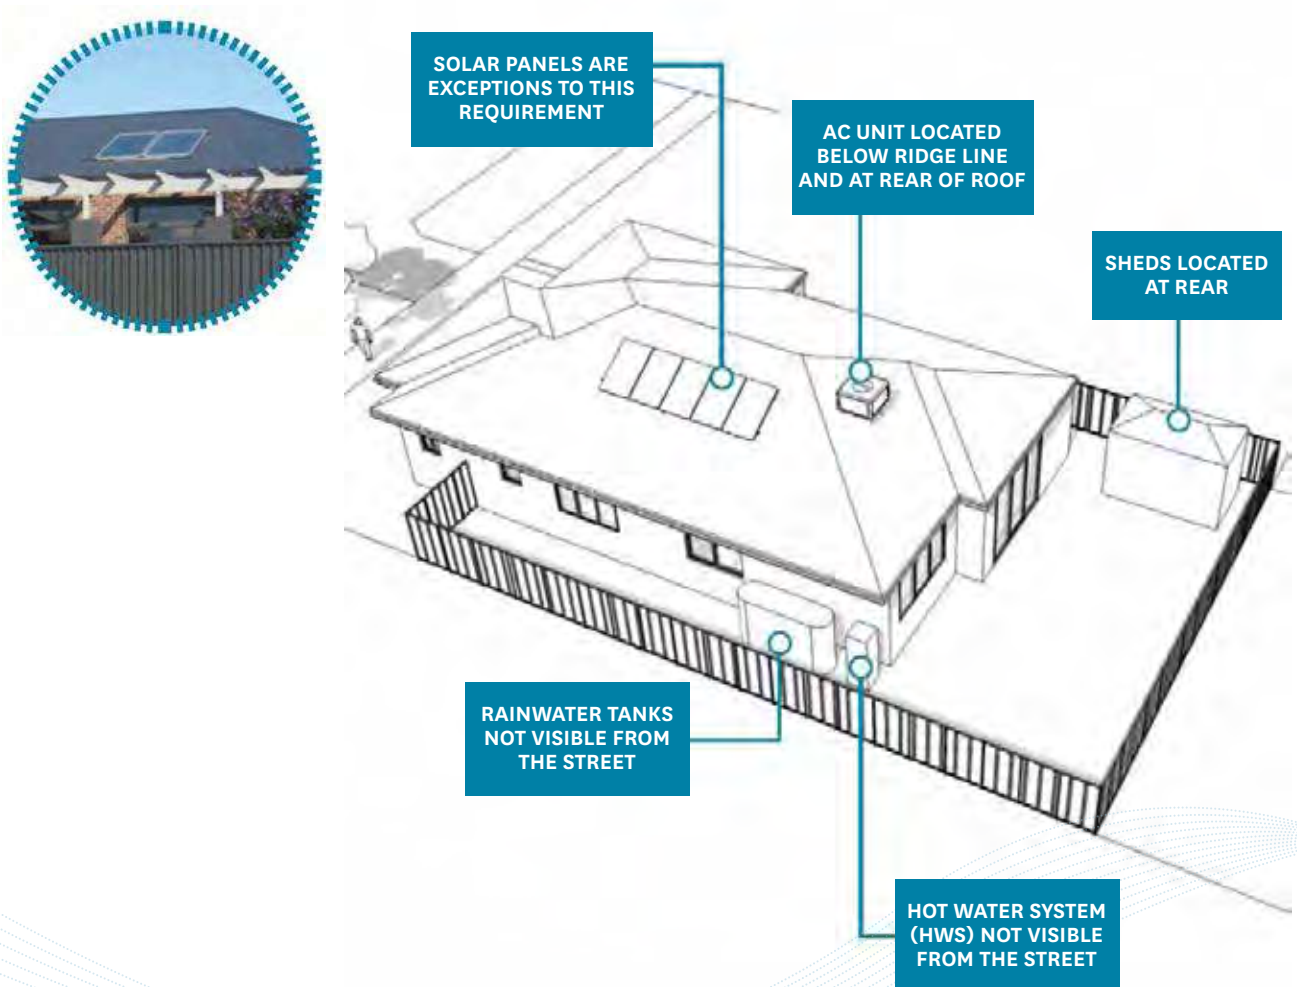 SOLAR PANELS ARE
EXCEPTIONS TO THIS
REQUIREMENT
AC UNIT LOCATED
BELOW RIDGE LINE
AND AT REAR OF ROOF
SHEDS LOCATED
AT REAR
RAINWATER TANKS
NOT VISIBLE FROM
THE STREET
HOT WATER SYSTEM
(HWS) NOT VISIBLE
FROM THE STREET